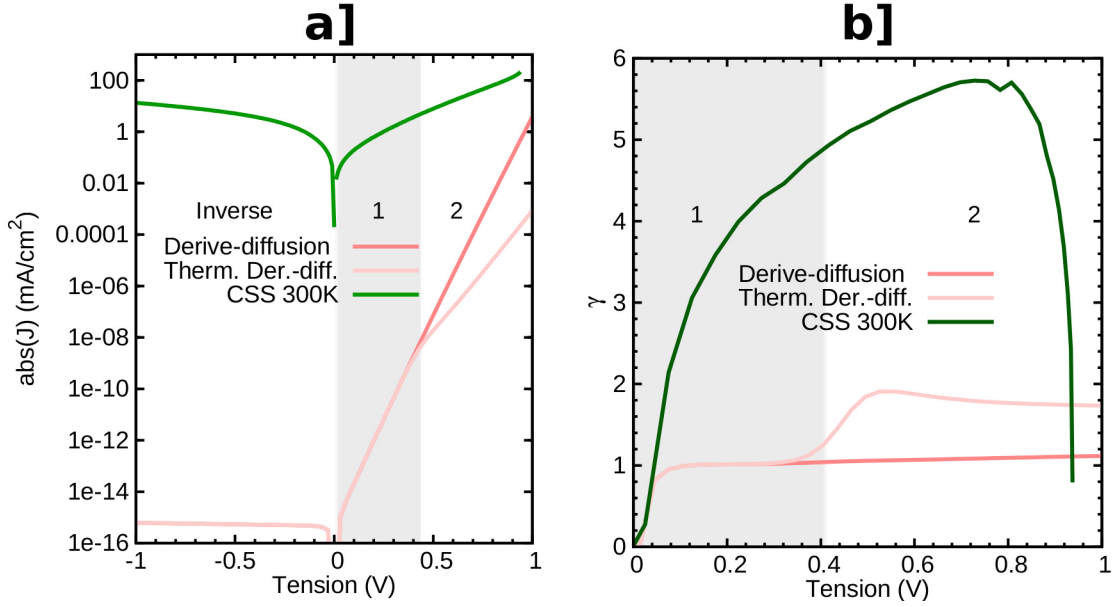 a]
100
1
0.01
0.0001
1e-06
1e-08
1e-10
1e-12
1e-14
1e-16
abs(J) (mA/cm²)
Inverse
1
2
Derive-diffusion
Therm. Der.-diff.
CSS 300K
-1
-0.5
0
0.5
1
Tension (V)
b]
6
5
4
3
2
1
0
γ
1
2
Derive-diffusion
Therm. Der.-diff.
CSS 300K
0
0.2
0.4
0.6
0.8
1
Tension (V)